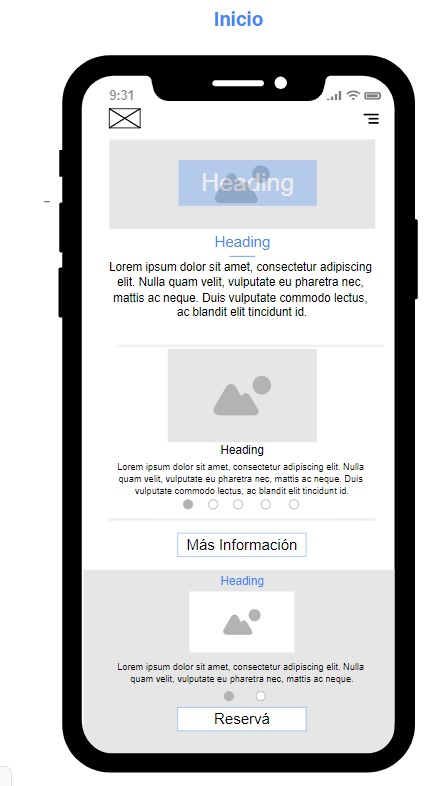 Inicio
9:31
Heading
Heading
Lorem ipsum dolor sit amet, consectetur adipiscing
elit. Nulla quam velit, vulputate eu pharetra nec,
mattis ac neque. Duis vulputate commodo lectus,
ac blandit elit tincidunt id.
Heading
Lorem ipsum dolor sit amet, consectetur adipiscing elit. Nulla
quam velit, vulputate eu pharetra nec, mattis ac neque. Duis
vulputate commodo lectus, ac blandit elit tincidunt id.
Más Información
Heading
Lorem ipsum dolor sit amet, consectetur adipiscing elit. Nulla
quam velit, vulputate eu pharetra nec, mattis ac neque.
Reservá